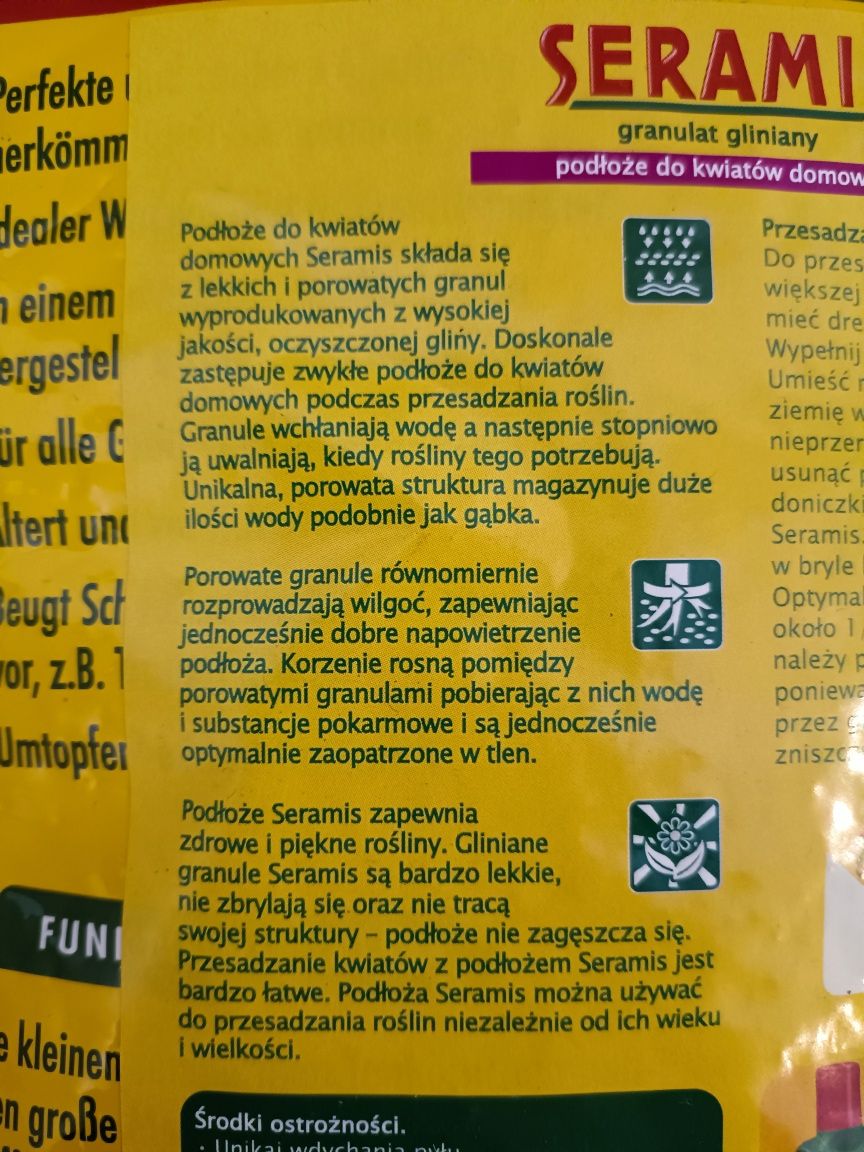 Perfekte
dealer W
n einem
ergestel
ür alle G
ltert und
Beugt Sch
vor, z.B.
Umtopfe
FUN
e kleinen
en große
SERAMI
granulat gliniany
podłoże do kwiatów domow
Podłoże do kwiatów
domowych Seramis składa się
z lekkich i porowatych granul
wyprodukowanych z wysokiej
jakości, oczyszczonej glińy. Doskonale
zastępuje zwykłe podłoże do kwiatów
domowych podczas przesadzania roślin.
Granule wchłaniają wodę a następnie stopniowo
ją uwalniają, kiedy rośliny tego potrzebują.
Unikalna, porowata struktura magazynuje duże
ilości wody podobnie jak gąbka.
Porowate granule równomiernie
rozprowadzają wilgoć, zapewniając
jednocześnie dobre napowietrzenie
podłoża. Korzenie rosną pomiędzy
porowatymi granulami pobierając z nich wodę
i substancje pokarmowe i są jednocześnie
optymalnie zaopatrzone w tlen.
Podłoże Seramis zapewnia
zdrowe i piękne rośliny. Gliniane
granule Seramis są bardzo lekkie,
nie zbrylają się oraz nie tracą
swojej struktury – podłoże nie zagęszcza się.
Przesadzanie kwiatów z podłożem Seramis jest
bardzo łatwe. Podłoża Seramis można używać
do przesadzania roślin niezależnie od ich wieku
i wielkości.
Środki ostrożności.
· Unikaj wdychania pyłu
Przesadza
Do przes
większej
mieć dre
Wypełnij
Umieść
ziemię w
nieprzer
usunąć
doniczki
Seramis.
w bryle
Optymal
około 1
należy p
poniewa
przez
zniszc